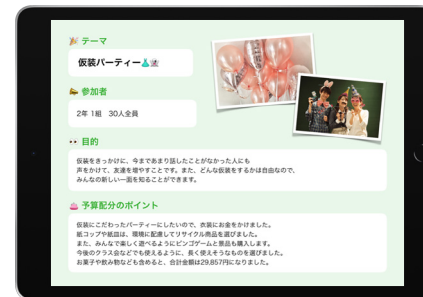 テーマ
仮装パーティー
参加者
2年 1組 30人全員
目的
仮装をきっかけに、今まであまり話したことがなかった人にも
声をかけて、友達を増やすことです。また、どんな仮装をするかは自由なので、
みんなの新しい一面を知ることができます。
予算配分のポイント
仮装にこだわったパーティーにしたいので、衣装にお金をかけました。
紙コップや紙皿は、環境に配慮してリサイクル商品を選びました。
また、みんなで楽しく遊べるようにビンゴゲームと景品も購入します。
今後のクラス会などでも使えるように、長く使えそうなものを選びました。
お菓子や飲み物なども含めると、合計金額は29,857円になりました。